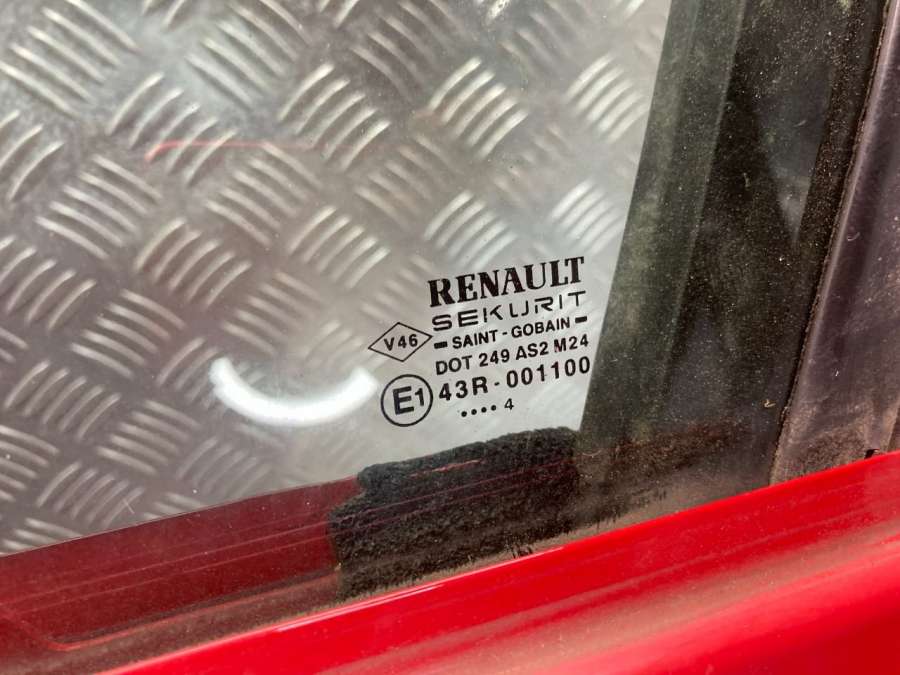 RENAULT
SEKURIT
V46
- SAINT - GOBAIN -
DOT 249 AS2 M24
E1 43R - 001100
•••• 4